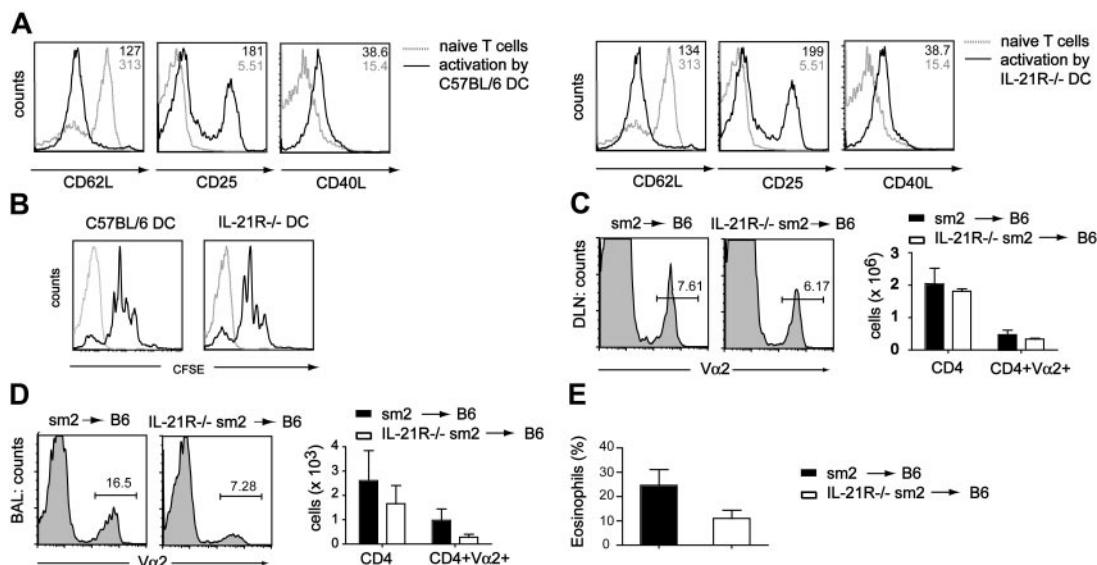 A
127
313
181
5.51
38.6
15.4
naive T cells
activation by
C57BL/6 DC
counts
CD62L
CD25
CD40L
134
313
199
5.51
38.7
15.4
naive T cells
activation by
IL-21R-/- DC
counts
CD62L
CD25
CD40L
B
C57BL/6 DC
IL-21R-/- DC
counts
CFSE
C
sm2 → B6
IL-21R-/- sm2 → B6
7.61
6.17
DLN: counts
Vα2
sm2 → B6
IL-21R-/- sm2 → B6
cells (x 10⁶)
3
2
1
0
CD4
CD4+Vα2+
D
sm2 → B6
IL-21R-/- sm2 → B6
16.5
7.28
BAL: counts
Vα2
sm2 → B6
IL-21R-/- sm2 → B6
cells (x 10³)
5
4
3
2
1
0
CD4
CD4+Vα2+
E
Eosinophils (%)
40
30
20
10
0
sm2 → B6
IL-21R-/- sm2 → B6